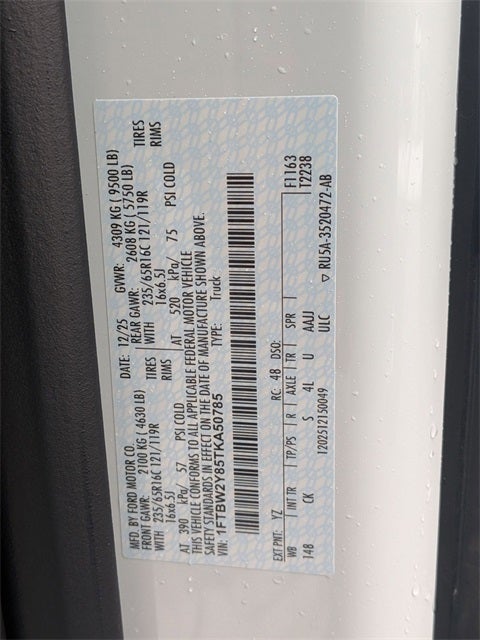 MFD. BY FORD MOTOR CO.
DATE: 12/25 GVWR: 4309 KG ( 9500 LB)
FRONT GAWR: 2100 KG ( 4630 LB) REAR GAWR: 2608 KG ( 5750 LB)
WITH 235/65R16C 121/119R TIRES WITH 235/65R16C 121/119R TIRES
16x6.5J RIMS 16x6.5J RIMS
AT 390 kPa/ 57 PSI COLD AT 520 kPa/ 75 PSI COLD
THIS VEHICLE CONFORMS TO ALL APPLICABLE FEDERAL MOTOR VEHICLE
SAFETY STANDARDS IN EFFECT ON THE DATE OF MANUFACTURE SHOWN ABOVE.
VIN: 1FTBW2Y85TKA50785 TYPE: Truck
EXT PNT: YZ RC: 48 DSO: F1163
WB INT TR TP/PS R AXLE TR SPR T2238
148 CK S 4L U AAJJ
1202512150049 ULC
▽ RU5A-3520472-AB